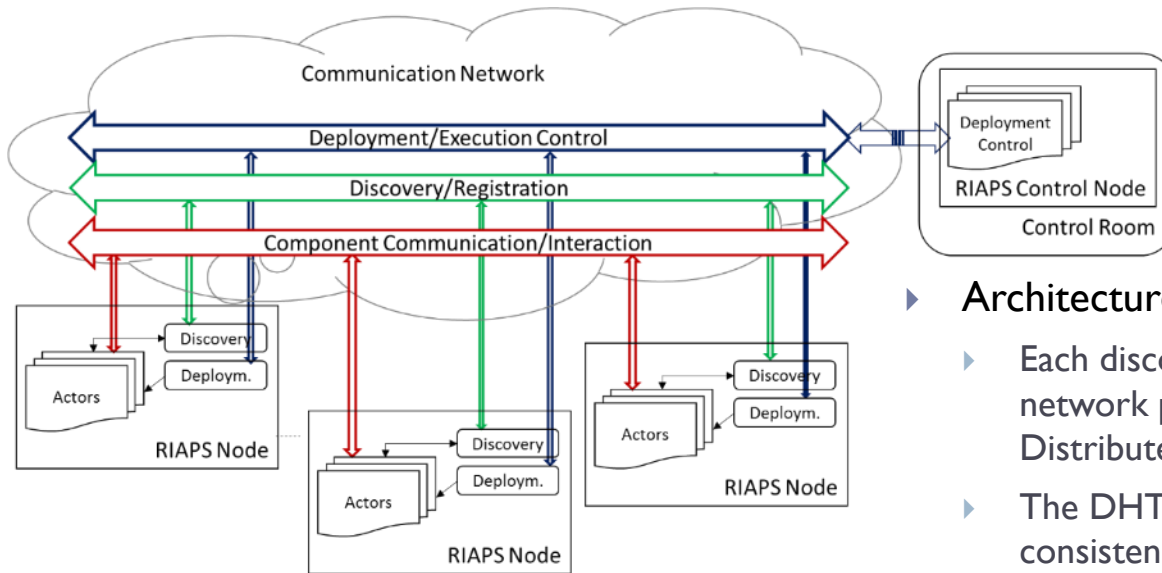 Communication Network
Deployment/Execution Control
Discovery/Registration
Component Communication/Interaction
Deployment
Control
RIAPS Control Node
Control Room
Discovery
Deploym.
Actors
RIAPS Node
Discovery
Deploym.
Actors
RIAPS Node
Discovery
Deploym.
Actors
RIAPS Node
Architectur
Each disco
network p
Distribute
The DHT
consisten